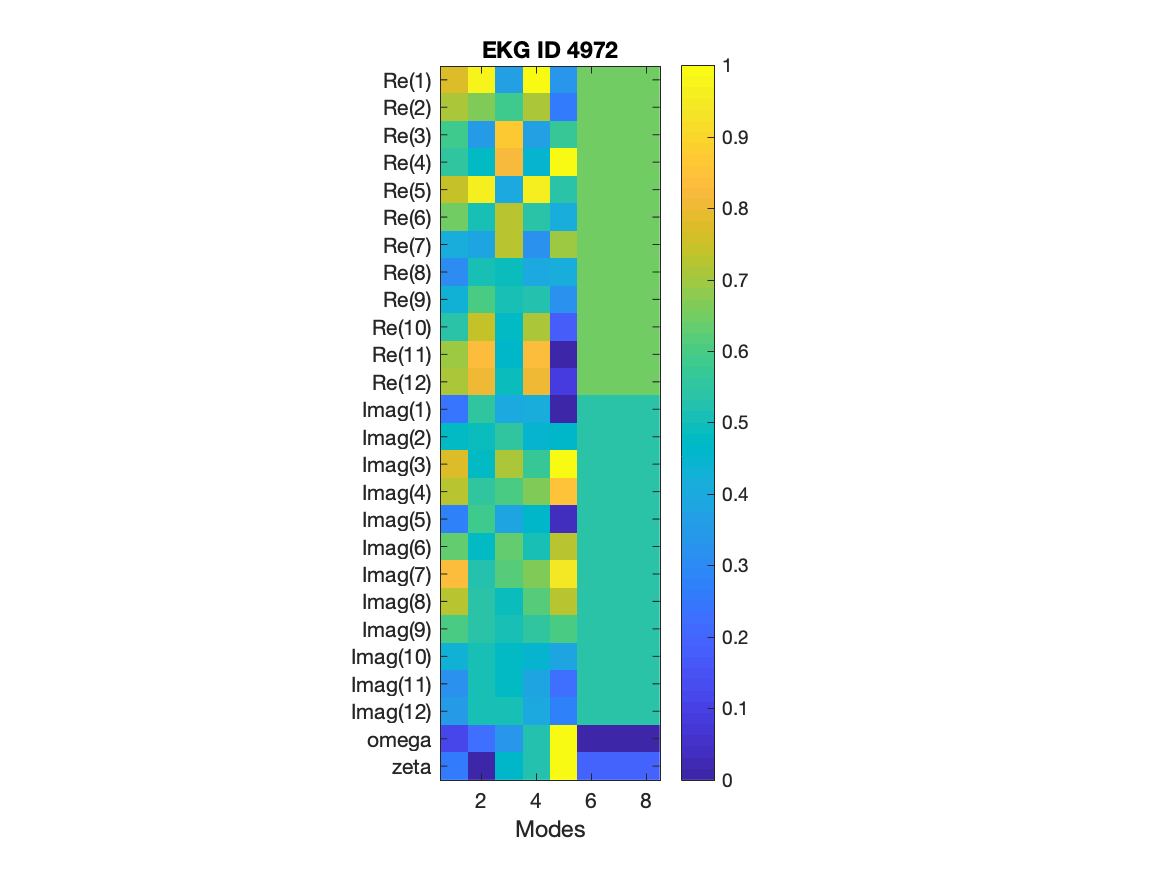 EKG ID 4972
Re(1)
Re(2)
Re(3)
Re(4)
Re(5)
Re(6)
Re(7)
Re(8)
Re(9)
Re(10)
Re(11)
Re(12)
Imag(1)
Imag(2)
Imag(3)
Imag(4)
Imag(5)
Imag(6)
Imag(7)
Imag(8)
Imag(9)
Imag(10)
Imag(11)
Imag(12)
omega
zeta
2 4 6 8
Modes
1
0.9
0.8
0.7
0.6
0.5
0.4
0.3
0.2
0.1
0